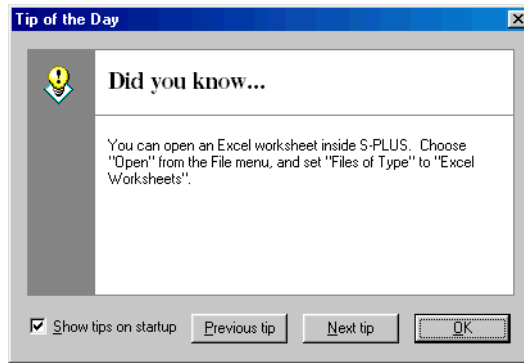 Tip of the Day
Did you know...
You can open an Excel worksheet inside S-PLUS.  Choose
"Open" from the File menu, and set "Files of Type" to "Excel
Worksheets".
Show tips on startup
Previous tip
Next tip
OK